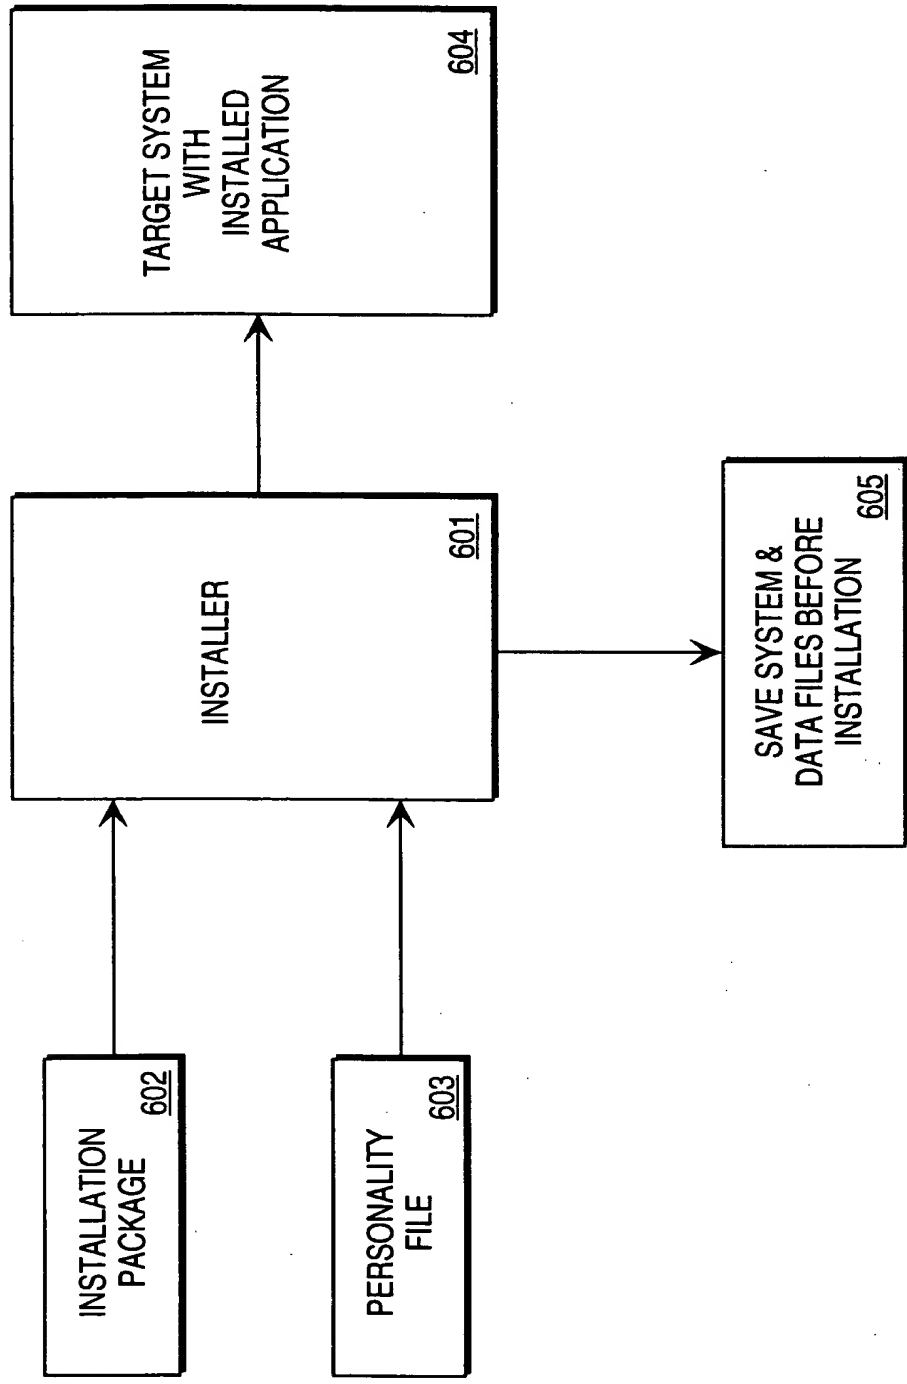 INSTALLATION
PACKAGE
602
PERSONALITY
FILE
603
INSTALLER
601
TARGET SYSTEM
WITH
INSTALLED
APPLICATION
604
SAVE SYSTEM &
DATA FILES BEFORE
INSTALLATION
605